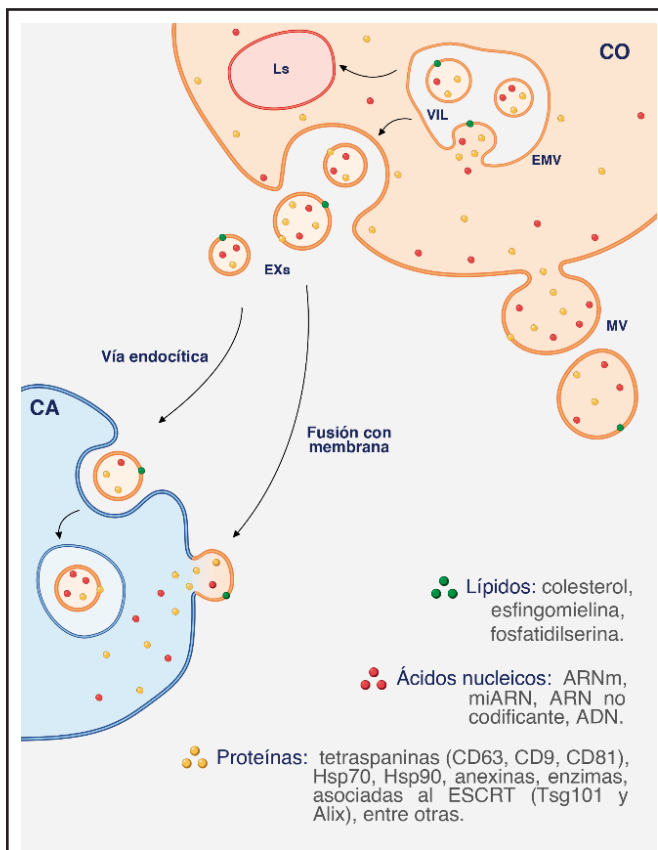 CO
Ls
VIL
EMV
EXs
MV
Vía endocítica
CA
Fusión con
membrana
Lípidos: colesterol,
esfingomielina,
fosfatidilserina.
Ácidos nucleicos: ARNm,
miARN, ARN no
codificante, ADN.
Proteínas: tetraspaninas (CD63, CD9, CD81),
Hsp70, Hsp90, anexinas, enzimas,
asociadas al ESCRT (Tsg101 y
Alix), entre otras.